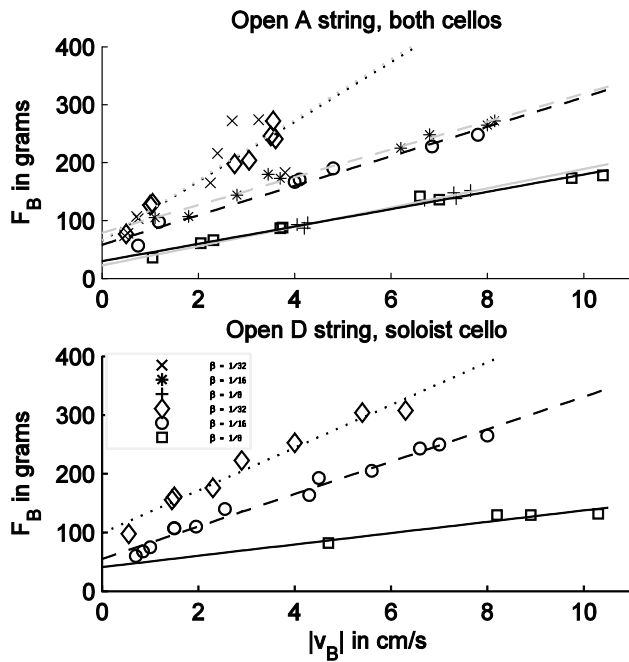 Open A string, both cellos
400
300
200
100
0
F_B in grams
0 2 4 6 8 10
Open D string, soloist cello
400
300
200
100
0
F_B in grams
β = 1/32
β = 1/16
β = 1/8
β = 1/32
β = 1/16
β = 1/8
0 2 4 6 8 10
|v_B| in cm/s